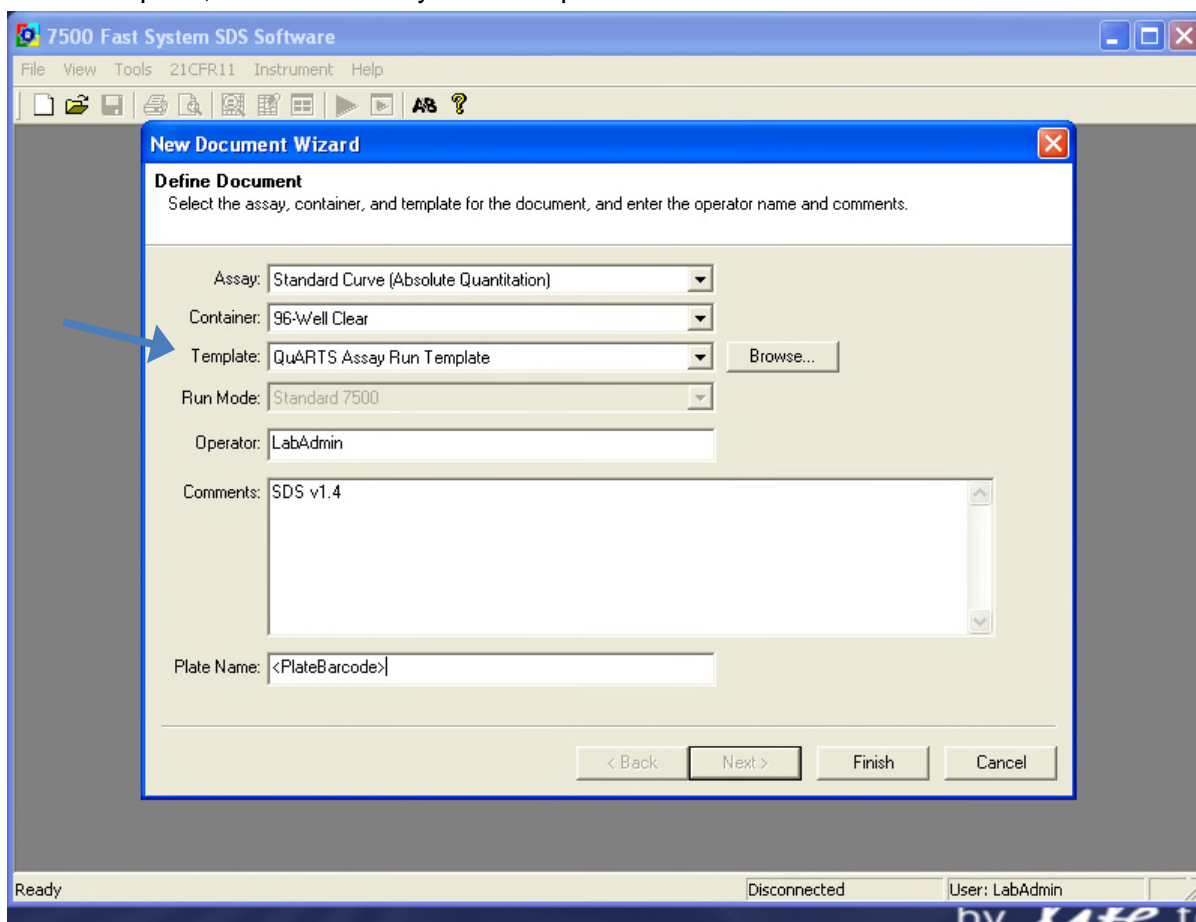 7500 Fast System SDS Software
File View Tools 21CFR11 Instrument Help
New Document Wizard
Define Document
Select the assay, container, and template for the document, and enter the operator name and comments.
Assay: Standard Curve (Absolute Quantitation)
Container: 96-Well Clear
Template: QuARTS Assay Run Template Browse...
Run Mode: Standard 7500
Operator: LabAdmin
Comments: SDS v1.4
Plate Name: <PlateBarcode>
< Back Next > Finish Cancel
Ready Disconnected User: LabAdmin
by